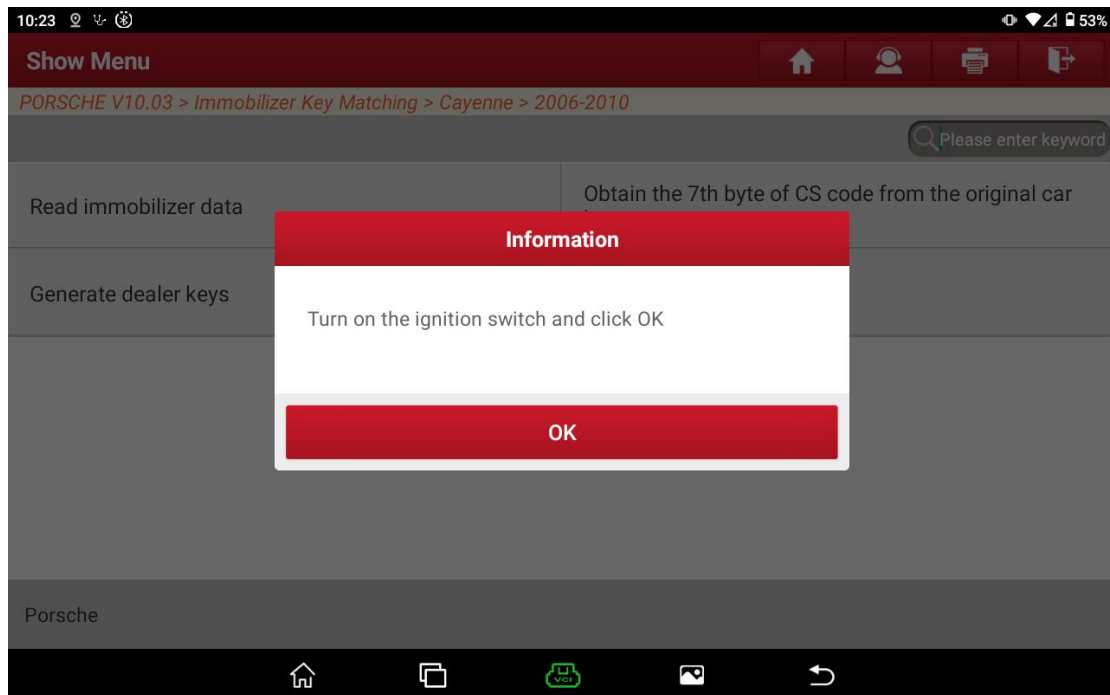 10:23
53%
Show Menu
PORSCHE V10.03 > Immobilizer Key Matching > Cayenne > 2006-2010
Please enter keyword
Read immobilizer data
Obtain the 7th byte of CS code from the original car
Information
Generate dealer keys
Turn on the ignition switch and click OK
OK
Porsche
VCI